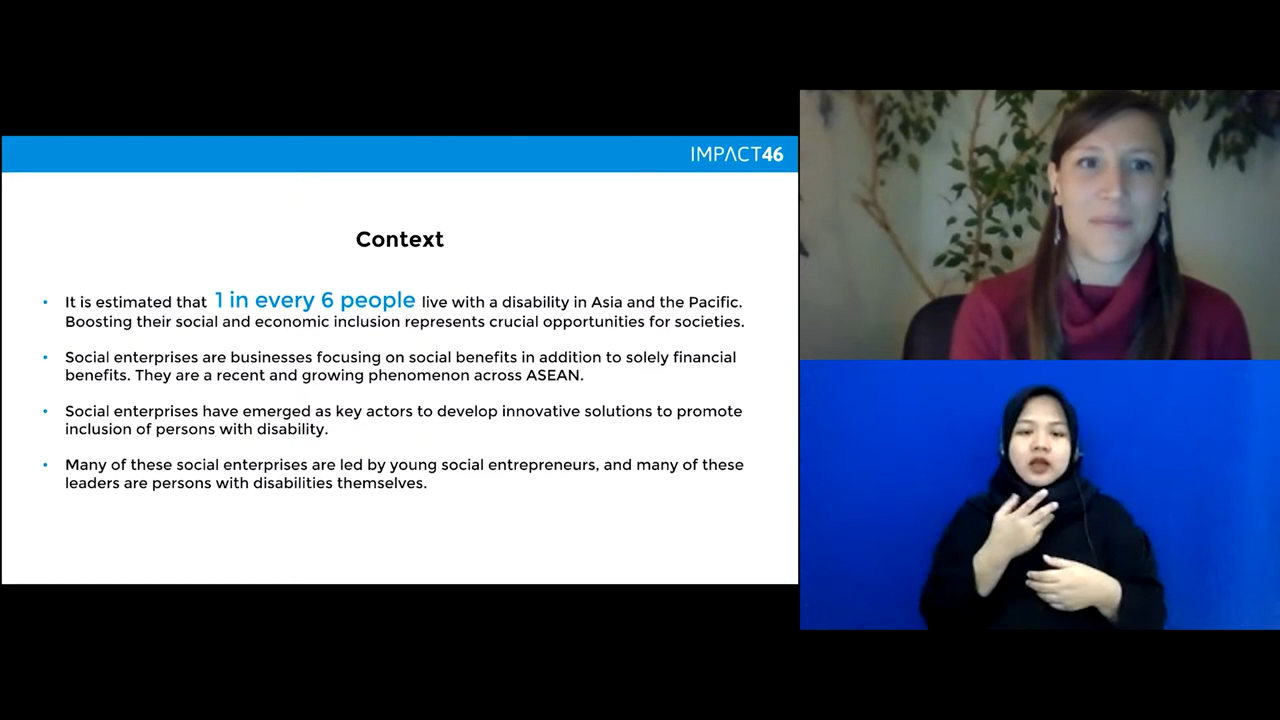 IMPACT46
Context
• It is estimated that 1 in every 6 people live with a disability in Asia and the Pacific.
Boosting their social and economic inclusion represents crucial opportunities for societies.
• Social enterprises are businesses focusing on social benefits in addition to solely financial
benefits. They are a recent and growing phenomenon across ASEAN.
• Social enterprises have emerged as key actors to develop innovative solutions to promote
inclusion of persons with disability.
• Many of these social enterprises are led by young social entrepreneurs, and many of these
leaders are persons with disabilities themselves.